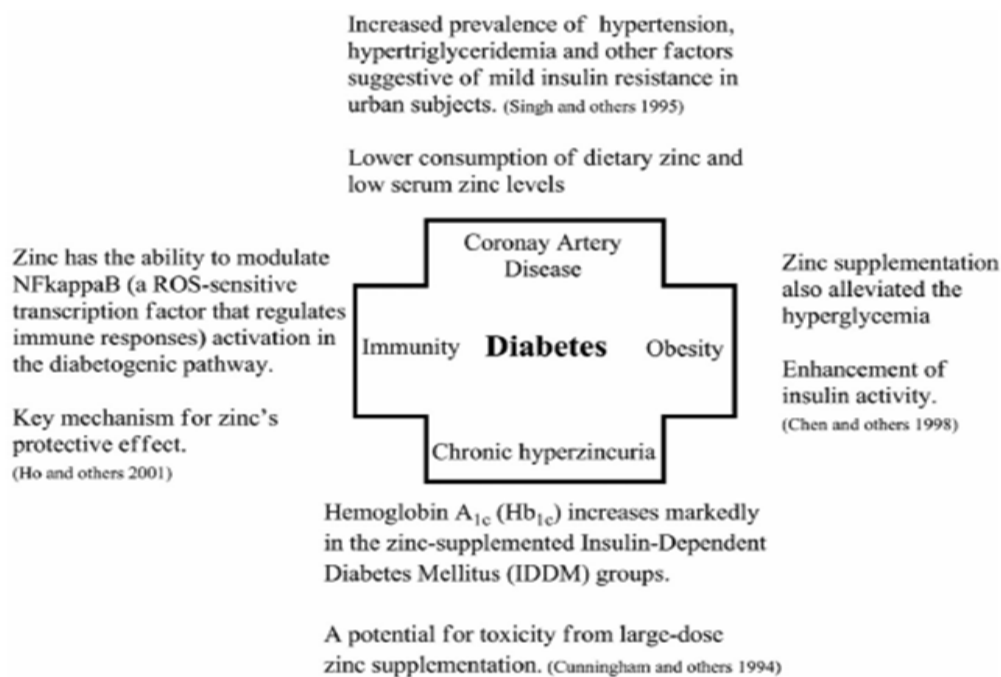 Increased prevalence of hypertension,
hypertriglyceridemia and other factors
suggestive of mild insulin resistance in
urban subjects. (Singh and others 1995)
Lower consumption of dietary zinc and
low serum zinc levels
Zinc has the ability to modulate
NFkappaB (a ROS-sensitive
transcription factor that regulates
immune responses) activation in
the diabetogenic pathway.
Key mechanism for zinc's
protective effect.
(Ho and others 2001)
Coronay Artery
Disease
Immunity
Diabetes
Obesity
Chronic hyperzincuria
Zinc supplementation
also alleviated the
hyperglycemia
Enhancement of
insulin activity.
(Chen and others 1998)
Hemoglobin A1c (Hb1c) increases markedly
in the zinc-supplemented Insulin-Dependent
Diabetes Mellitus (IDDM) groups.
A potential for toxicity from large-dose
zinc supplementation. (Cunningham and others 1994)